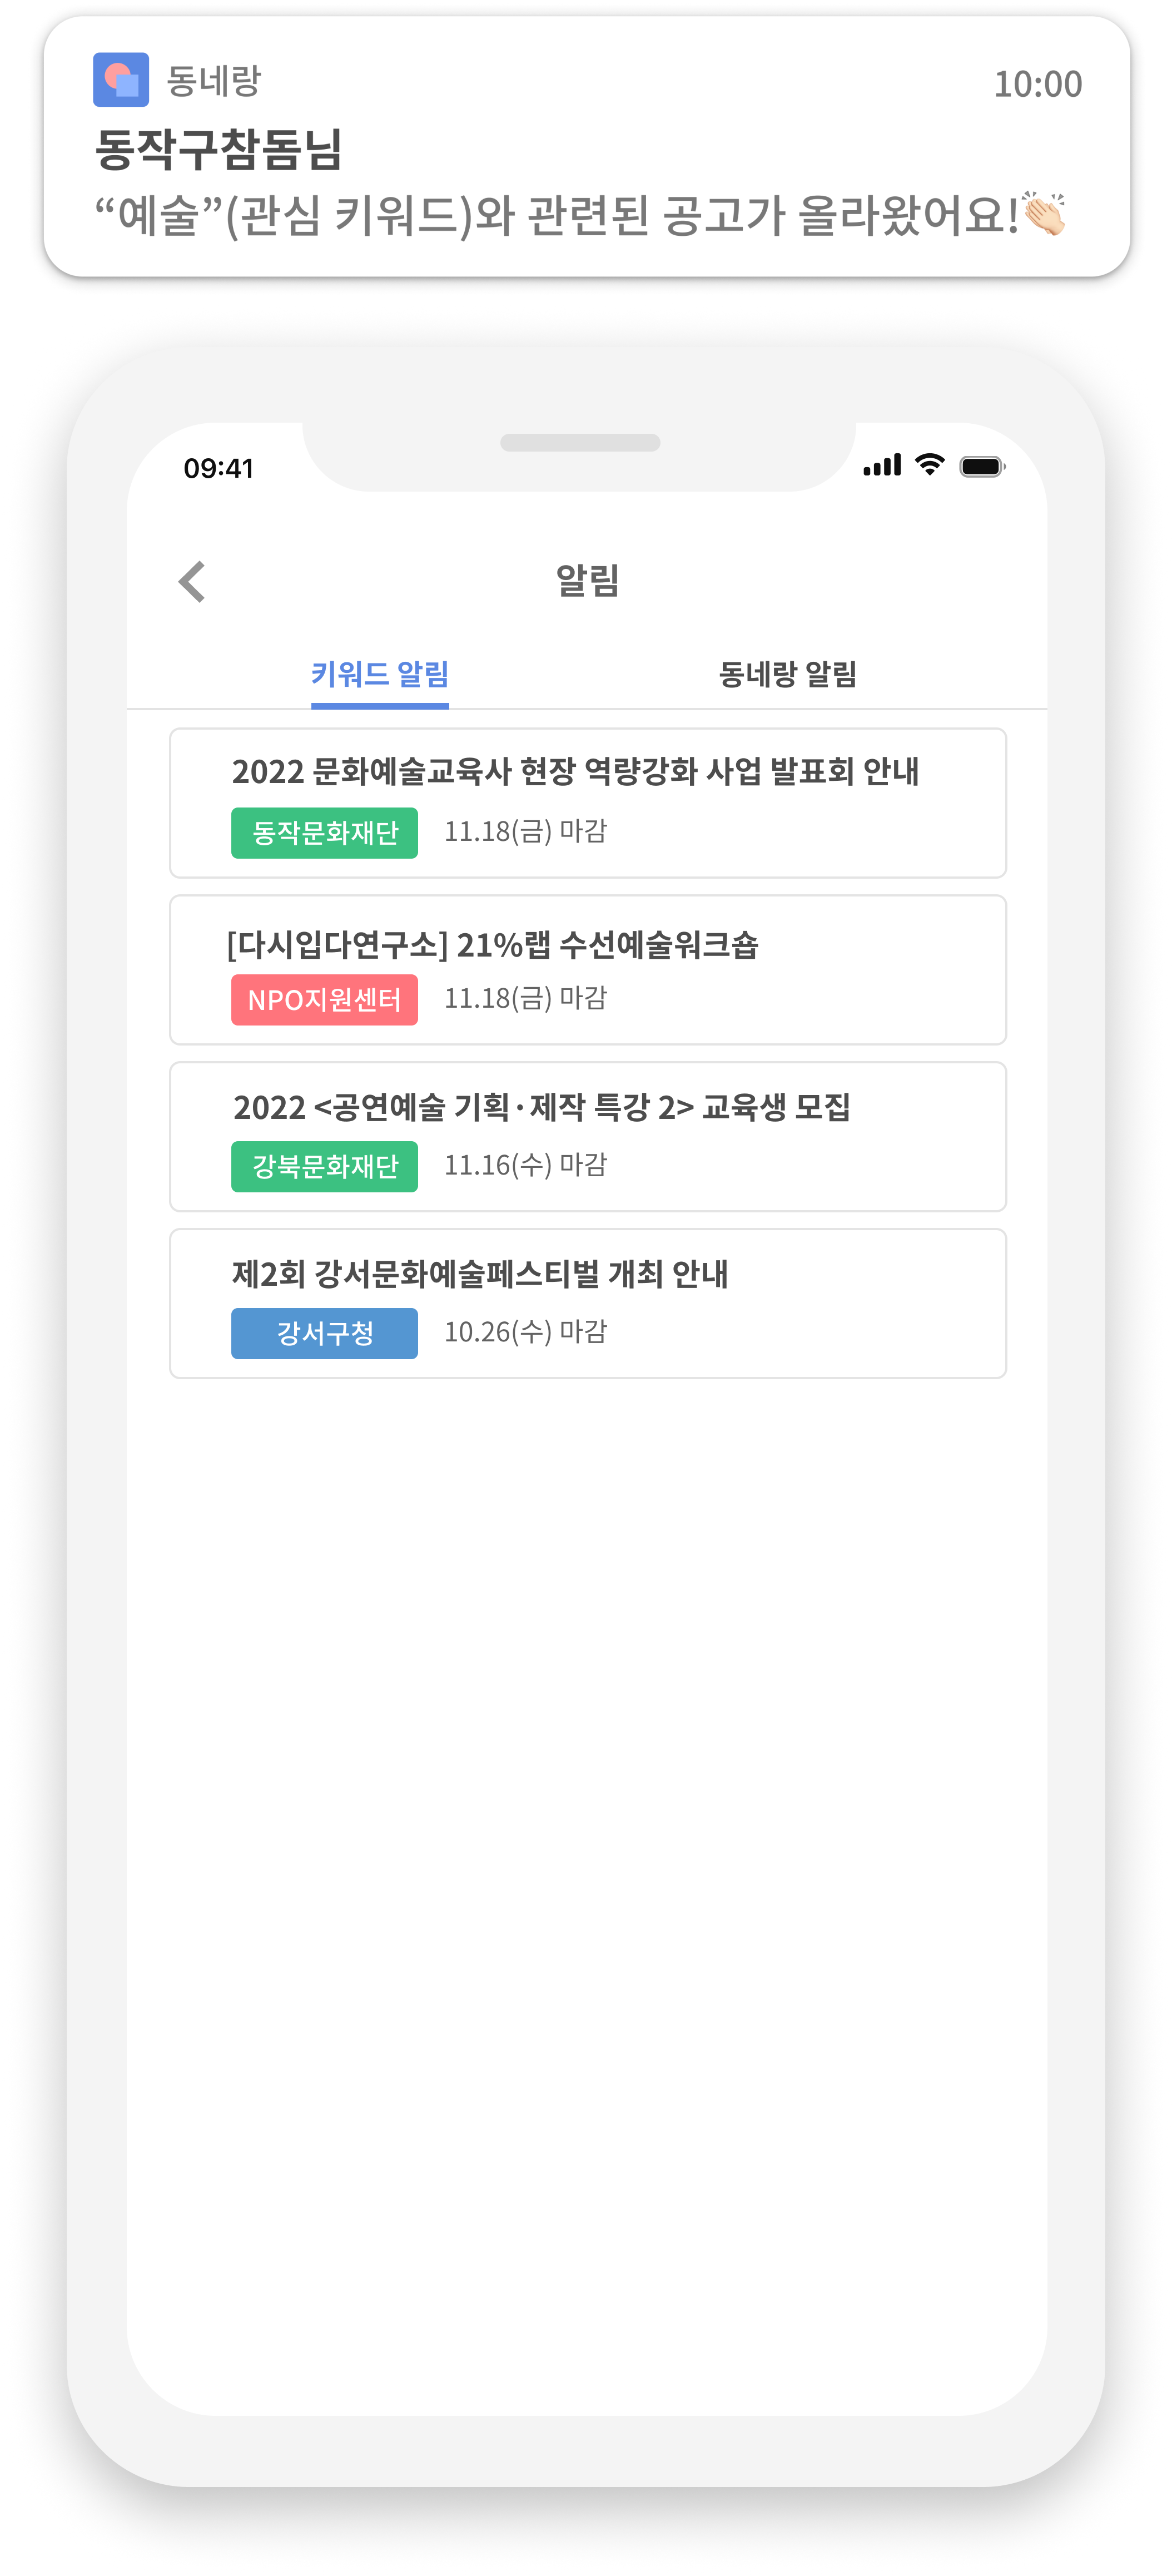 동네랑
10:00
동작구참돔님
“예술”(관심 키워드)와 관련된 공고가 올라왔어요!👏🏻
09:41
알림
키워드 알림
동네랑 알림
2022 문화예술교육사 현장 역량강화 사업 발표회 안내
동작문화재단 11.18(금) 마감
[다시입다연구소] 21%랩 수선예술워크숍
NPO지원센터 11.18(금) 마감
2022 <공연예술 기획·제작 특강 2> 교육생 모집
강북문화재단 11.16(수) 마감
제2회 강서문화예술페스티벌 개최 안내
강서구청 10.26(수) 마감